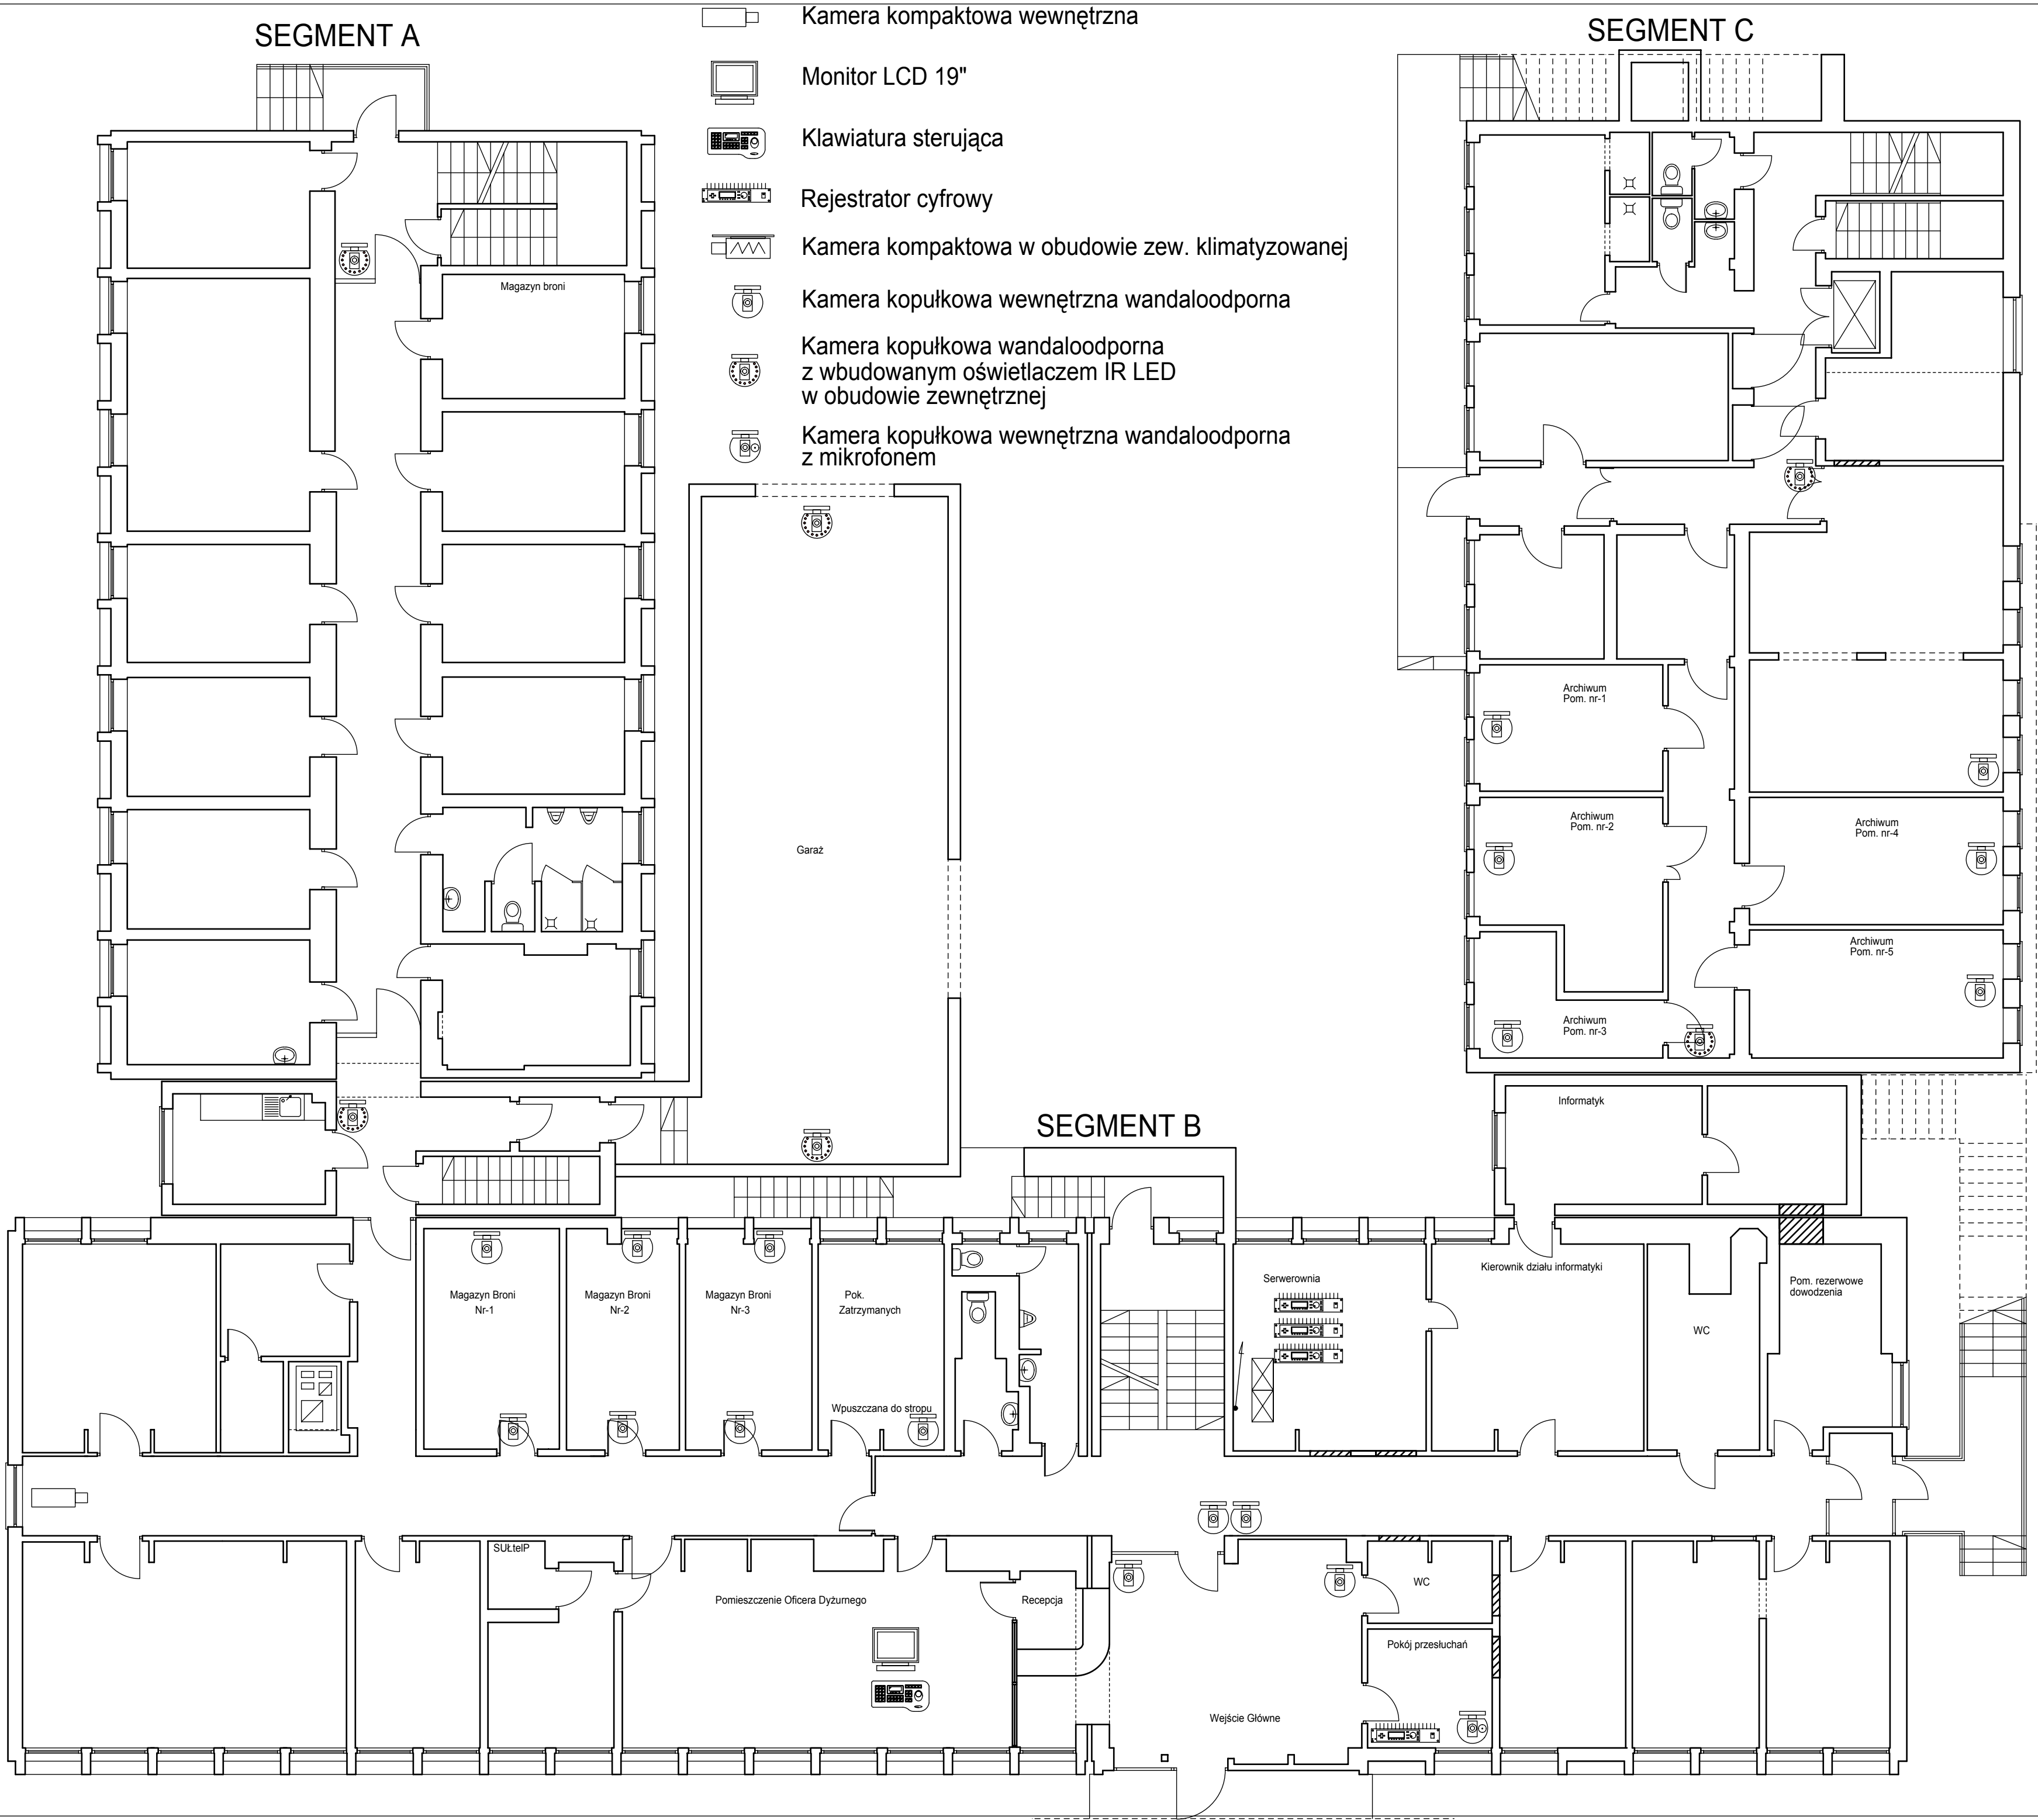 SEGMENT A
Kamera kompaktowa wewnętrzna
SEGMENT C
Monitor LCD 19"
Klawiatura sterująca
Rejestrator cyfrowy
Kamera kompaktowa w obudowie zew. klimatyzowanej
Kamera kopułkowa wewnętrzna wandaloodporna
Kamera kopułkowa wandaloodporna
z wbudowanym oświetlaczem IR LED
w obudowie zewnętrznej
Kamera kopułkowa wewnętrzna wandaloodporna
z mikrofonem
Magazyn broni
Garaż
Archiwum
Pom. nr-1
Archiwum
Pom. nr-2
Archiwum
Pom. nr-4
Archiwum
Pom. nr-5
Archiwum
Pom. nr-3
SEGMENT B
Informatyk
Magazyn Broni
Nr-1
Magazyn Broni
Nr-2
Magazyn Broni
Nr-3
Pok.
Zatrzymanych
Wpuszczana do stropu
Serwerownia
Kierownik działu informatyki
WC
Pom. rezerwowe
dowodzenia
SUŁtelP
Pomieszczenie Oficera Dyżurnego
Recepcja
WC
Pokój przesłuchań
Wejście Główne